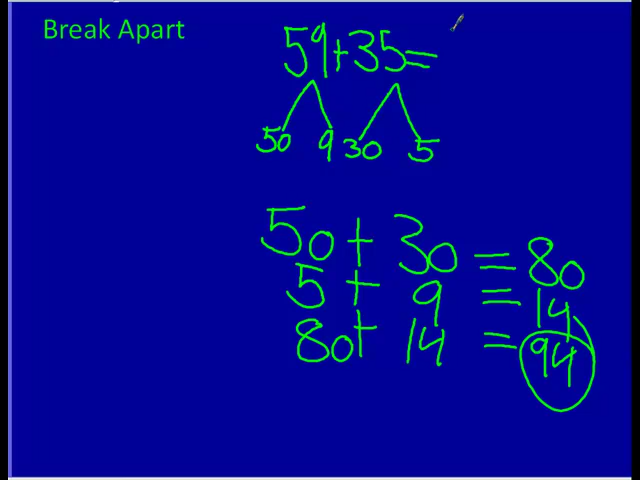 Break Apart
59+35=
50 9 30 5
50 + 30 = 80
5 + 9 = 14
80+ 14 = 94